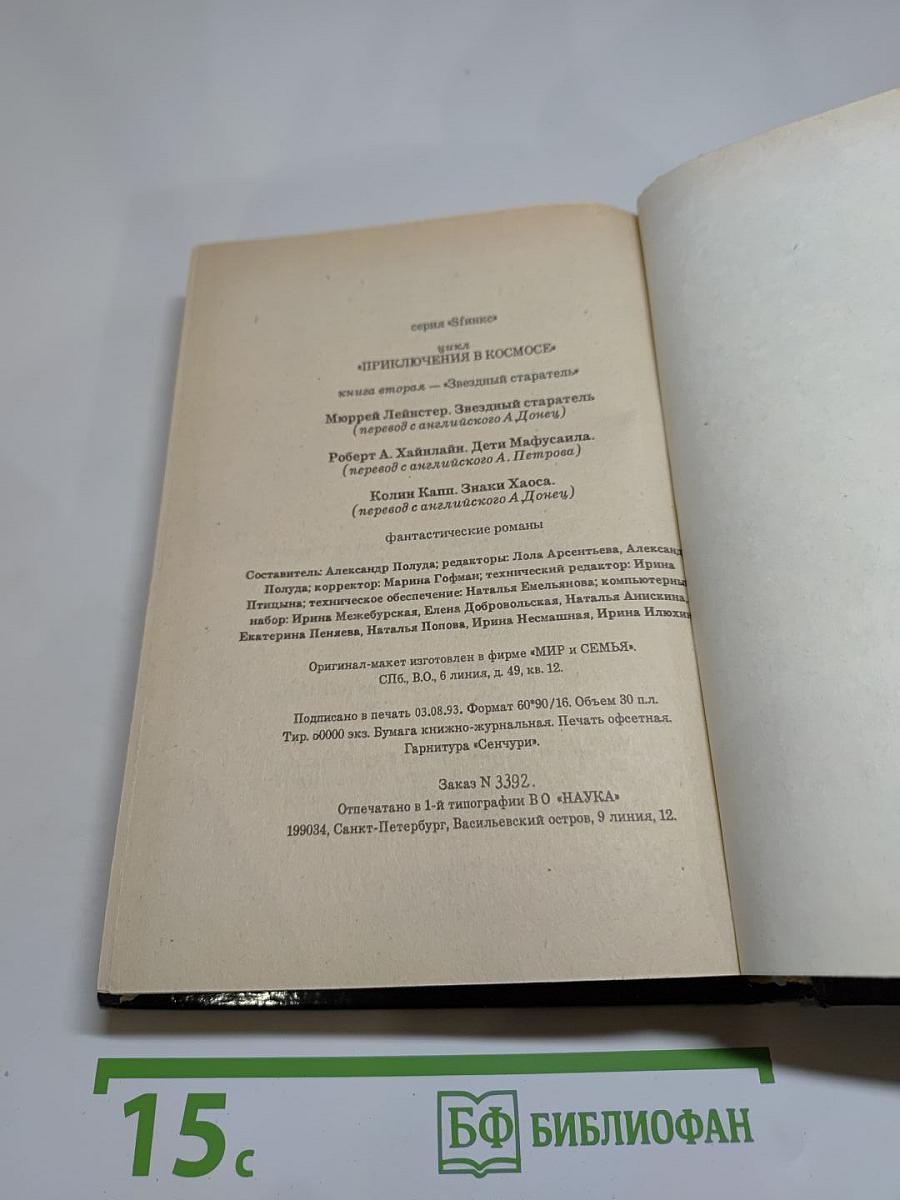 серия «Sfинкс»
цикл
«ПРИКЛЮЧЕНИЯ В КОСМОСЕ»
книга вторая — «Звездный старатель»
Мюррей Лейнстер. Звездный старатель
(перевод с английского А.Донец)
Роберт А. Хайнлайн. Дети Мафусаила.
(перевод с английского А. Петрова)
Колин Капп. Знаки Хаоса.
(перевод с английского А.Донец)
фантастические романы
Составитель: Александр Полуда; редакторы: Лола Арсентьева, Александ
Полуда; корректор: Марина Гофман; технический редактор: Ирина
Птицына; техническое обеспечение: Наталья Емельянова; компьютерны
набор: Ирина Межебурская, Елена Добровольская, Наталья Анискина,
Екатерина Пеняева, Наталья Попова, Ирина Несмашная, Ирина Илюхин
Оригинал-макет изготовлен в фирме «МИР и СЕМЬЯ».
СПб., В.О., 6 линия, д. 49, кв. 12.
Подписано в печать 03.08.93. Формат 60*90/16. Объем 30 п.л.
Тир. 60000 экз. Бумага книжно-журнальная. Печать офсетная.
Гарнитура «Сенчури».
Заказ N 3392.
Отпечатано в 1-й типографии В О «НАУКА»
199034, Санкт-Петербург, Васильевский остров, 9 линия, 12.
15 с
БФ БИБЛИОФАН